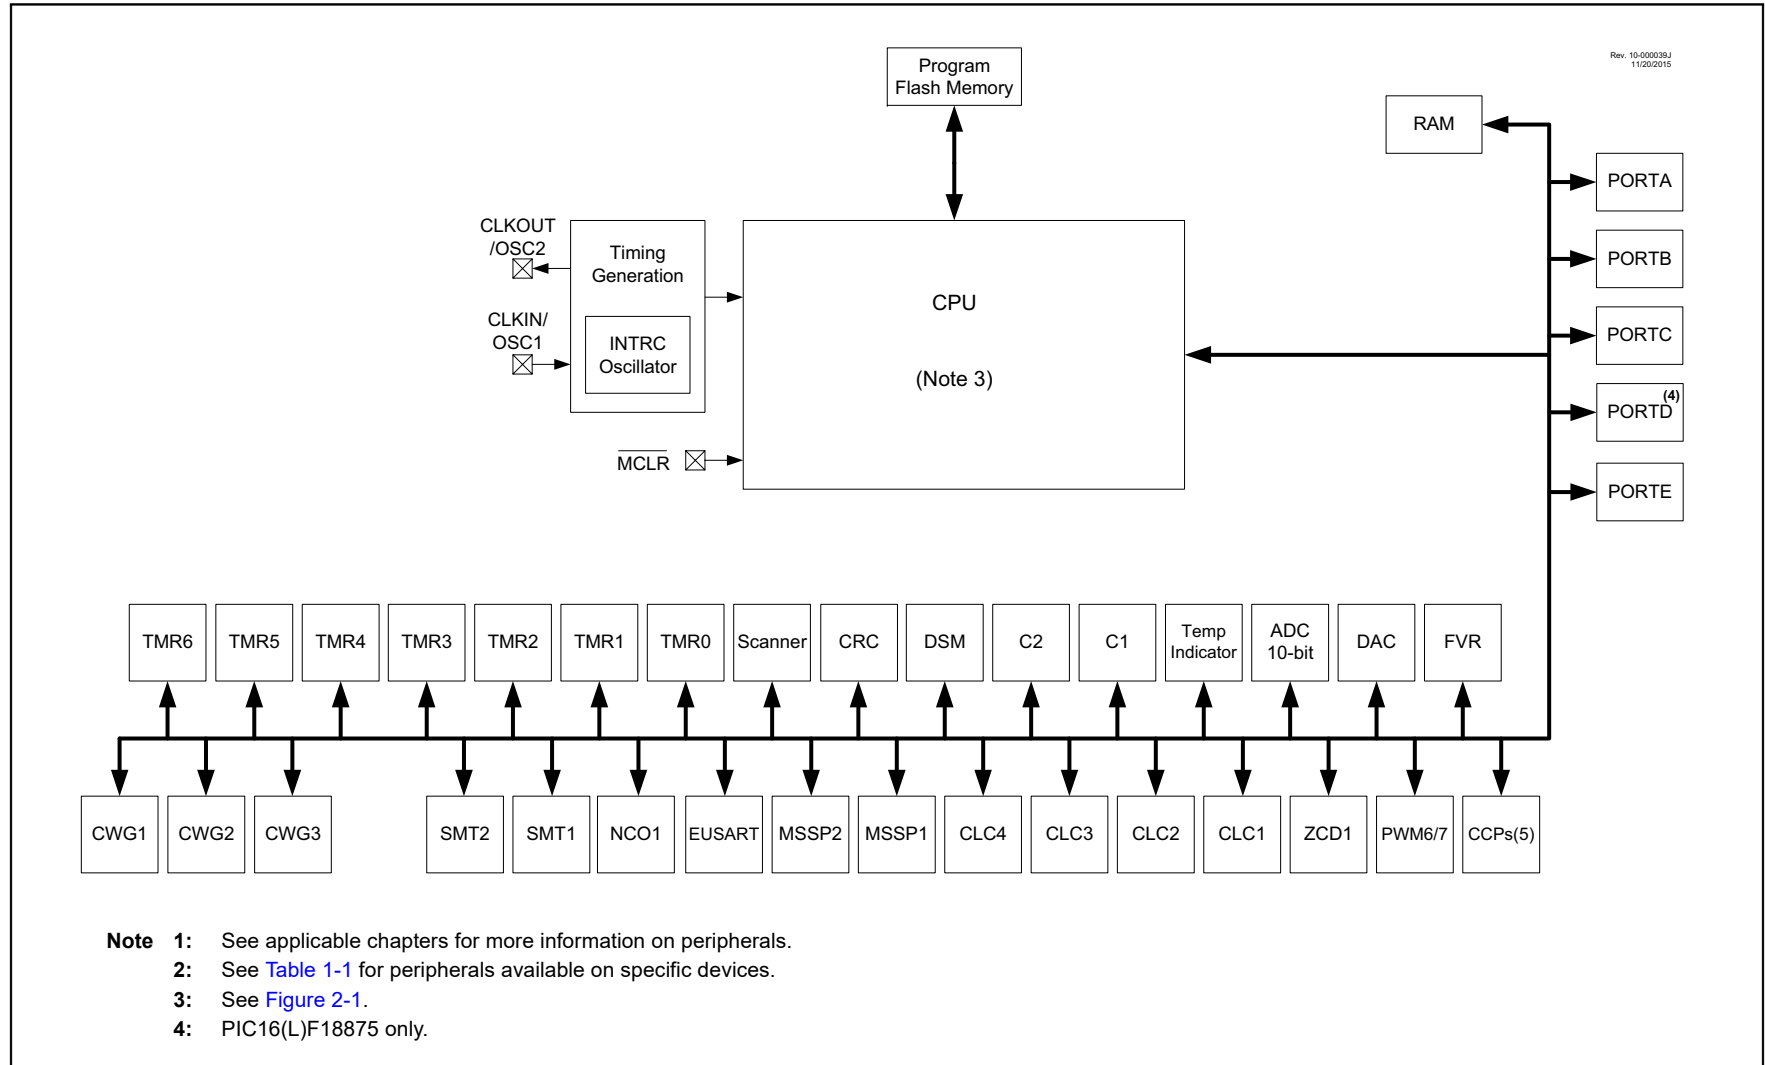 Rev. 10-000039J
11/20/2015
Program
Flash Memory
RAM
PORTA
CLKOUT
/OSC2
Timing
Generation
PORTB
CPU
CLKIN/
OSC1
INTRC
Oscillator
PORTC
(Note 3)
PORTD(4)
MCLR
PORTE
TMR6
TMR5
TMR4
TMR3
TMR2
TMR1
TMR0
Scanner
CRC
DSM
C2
C1
Temp
Indicator
ADC
10-bit
DAC
FVR
CWG1
CWG2
CWG3
SMT2
SMT1
NCO1
EUSART
MSSP2
MSSP1
CLC4
CLC3
CLC2
CLC1
ZCD1
PWM6/7
CCPs(5)
Note 1: See applicable chapters for more information on peripherals.
2: See Table 1-1 for peripherals available on specific devices.
3: See Figure 2-1.
4: PIC16(L)F18875 only.